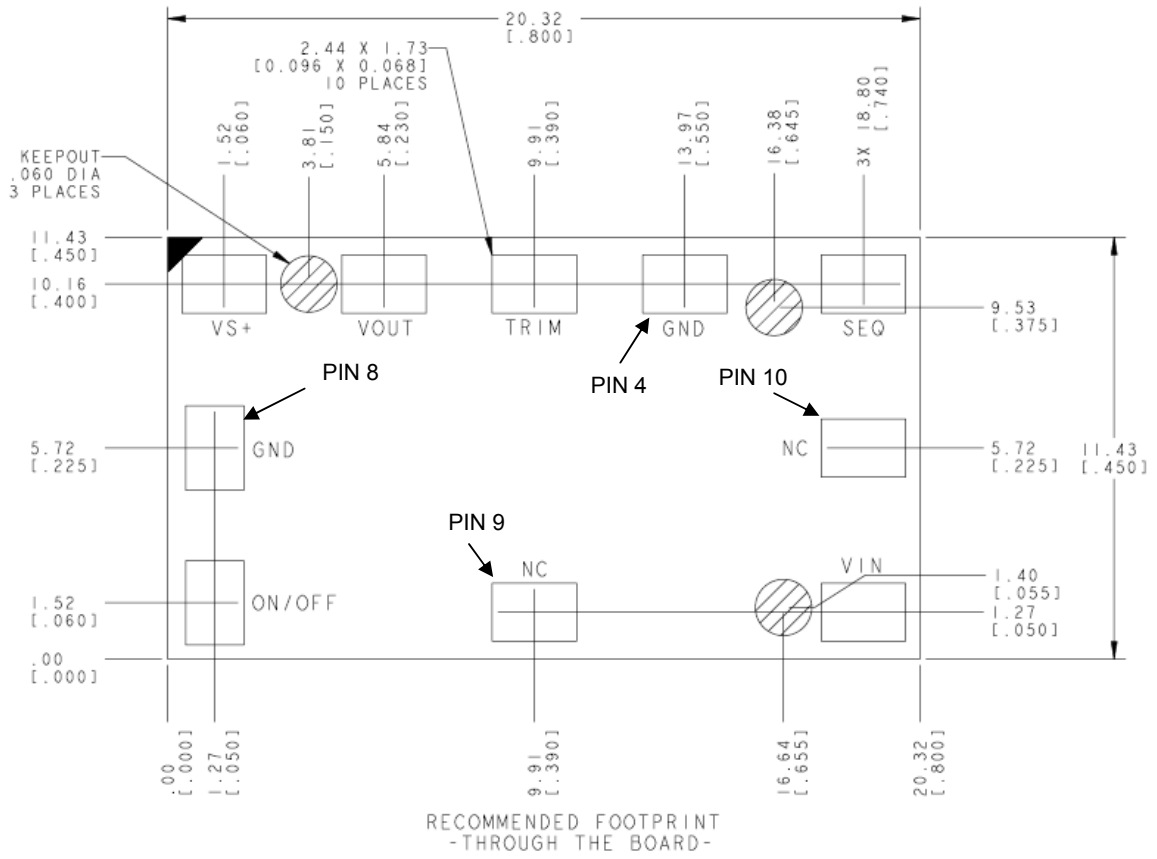 20.32
[.800]
2.44 X 1.73
[0.096 X 0.068]
10 PLACES
1.52
[.060]
3.81
[.150]
5.84
[.230]
9.91
[.390]
13.97
[.550]
16.38
[.645]
3X 18.80
[.740]
KEEPOUT
.060 DIA
3 PLACES
11.43
[.450]
10.16
[.400]
9.53
[.375]
VS+
VOUT
TRIM
GND
SEQ
PIN 8
PIN 4
PIN 10
5.72
[.225]
GND
NC
5.72
[.225]
11.43
[.450]
PIN 9
NC
VIN
1.52
[.060]
ON/OFF
1.40
[.055]
1.27
[.050]
.00
[.000]
.00
[.000]
1.27
[.050]
9.91
[.390]
16.64
[.655]
20.32
[.800]
RECOMMENDED FOOTPRINT
-THROUGH THE BOARD-